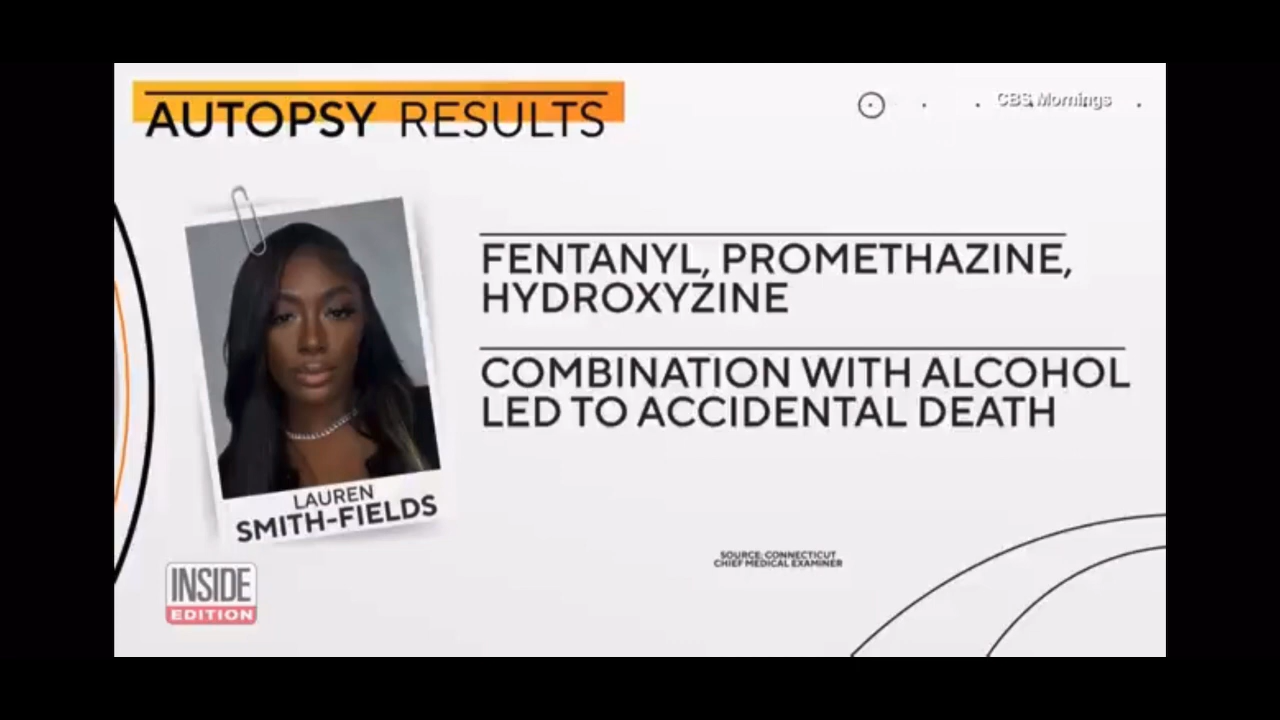 AUTOPSY RESULTS
CBS Mornings
FENTANYL, PROMETHAZINE,
HYDROXYZINE
COMBINATION WITH ALCOHOL
LED TO ACCIDENTAL DEATH
LAUREN
SMITH-FIELDS
SOURCE: CONNECTICUT
CHIEF MEDICAL EXAMINER
INSIDE
EDITION